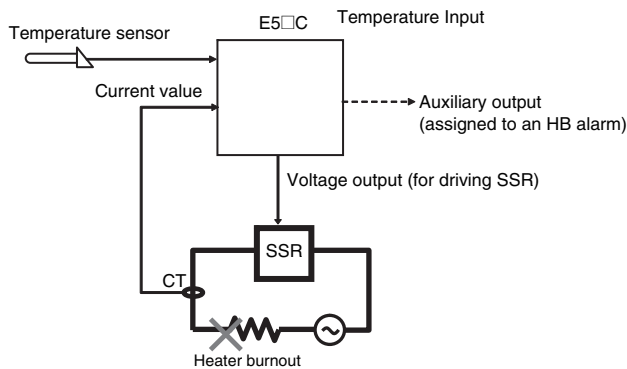 E5□C
Temperature Input
Temperature sensor
Current value
Auxiliary output
(assigned to an HB alarm)
Voltage output (for driving SSR)
SSR
CT
Heater burnout